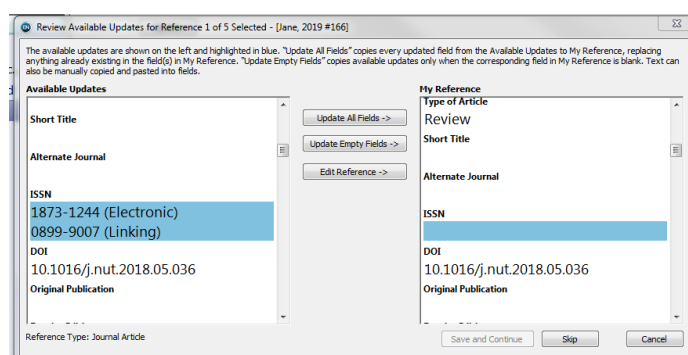 Review Available Updates for Reference 1 of 5 Selected - [Jane, 2019 #166]
The available updates are shown on the left and highlighted in blue. "Update All Fields" copies every updated field from the Available Updates to My Reference, replacing
anything already existing in the field(s) in My Reference. "Update Empty Fields" copies available updates only when the corresponding field in My Reference is blank. Text can
also be manually copied and pasted into fields.
Available Updates
Short Title
Alternate Journal
ISSN
1873-1244 (Electronic)
0899-9007 (Linking)
DOI
10.1016/j.nut.2018.05.036
Original Publication
Update All Fields ->
Update Empty Fields ->
Edit Reference ->
My Reference
Type of Article
Review
Short Title
Alternate Journal
ISSN
DOI
10.1016/j.nut.2018.05.036
Original Publication
Reference Type: Journal Article
Save and Continue
Skip
Cancel